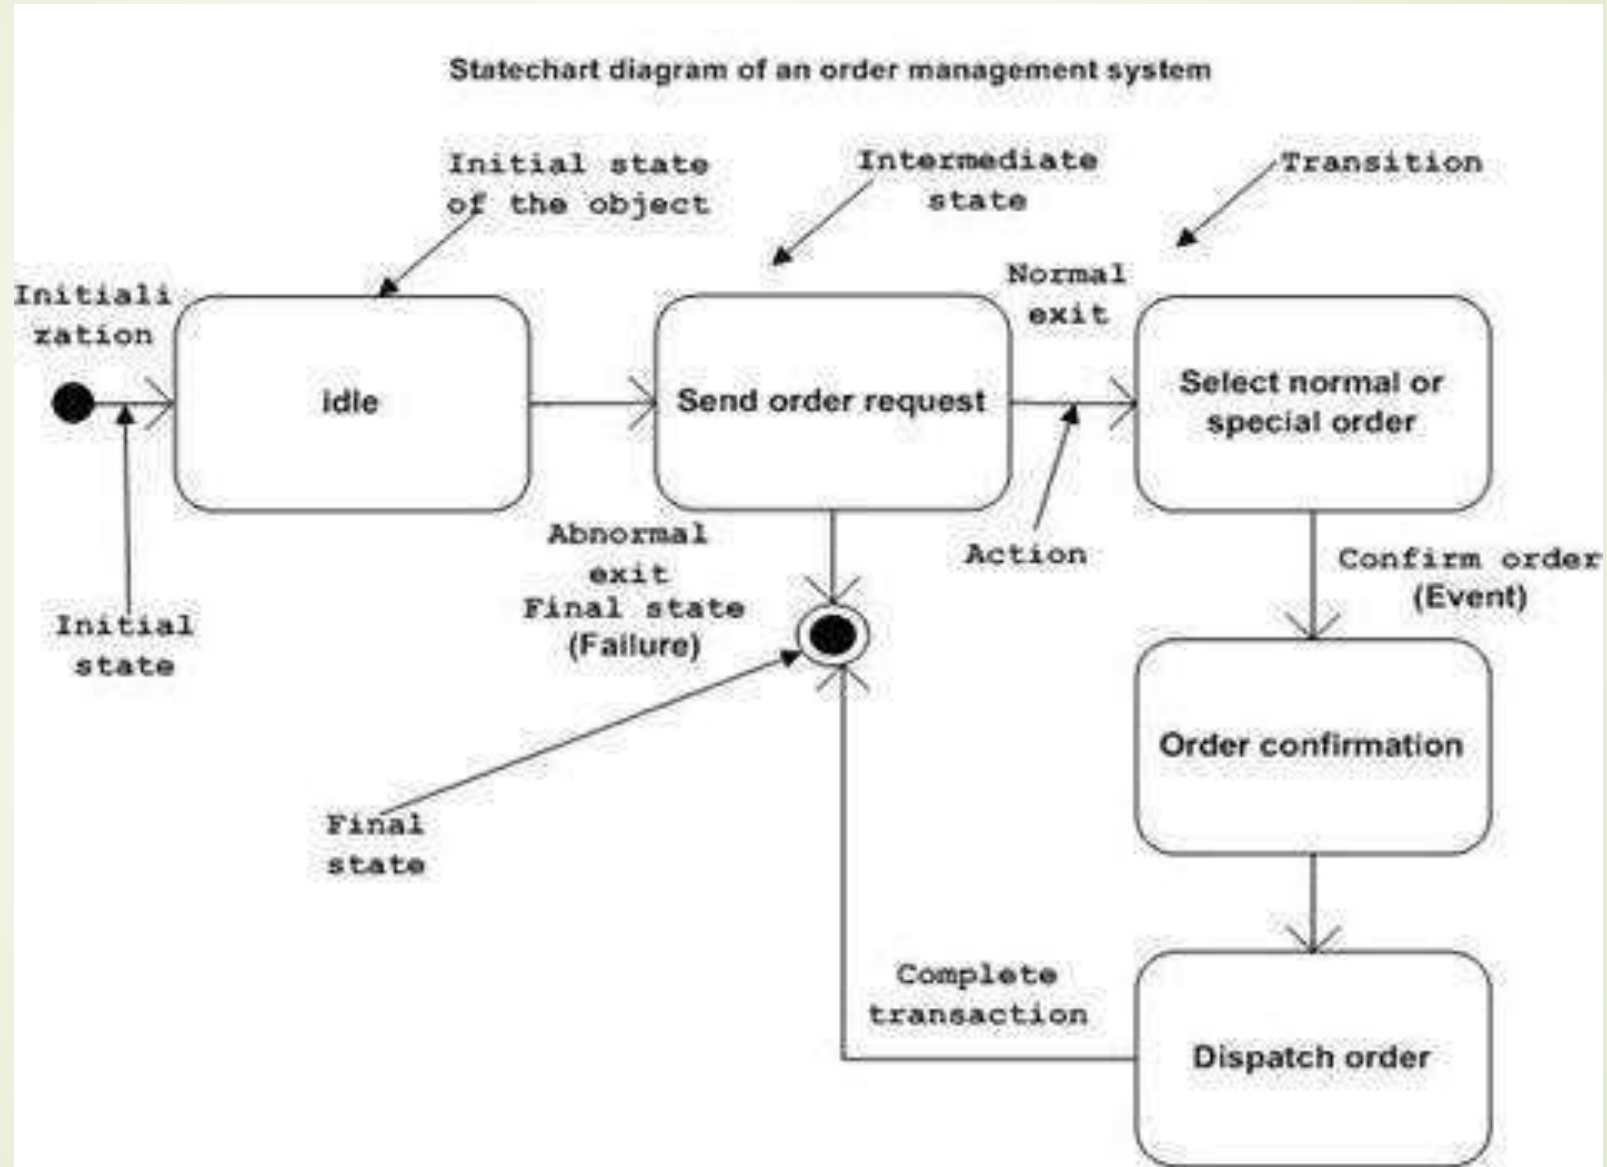 Statechart diagram of an order management system
Initial state
of the object
Intermediate
state
Transition
Initiali
zation
Normal
exit
idle
Send order request
Select normal or
special order
Abnormal
exit
Final state
(Failure)
Action
Confirm order
(Event)
Initial
state
Order confirmation
Final
state
Complete
transaction
Dispatch order